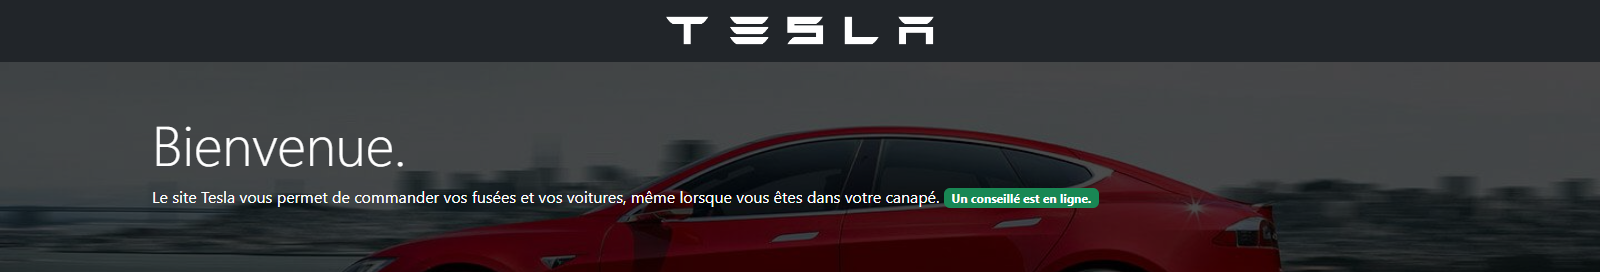 TESLA
Bienvenue.
Le site Tesla vous permet de commander vos fusées et vos voitures, même lorsque vous êtes dans votre canapé. Un conseillé est en ligne.